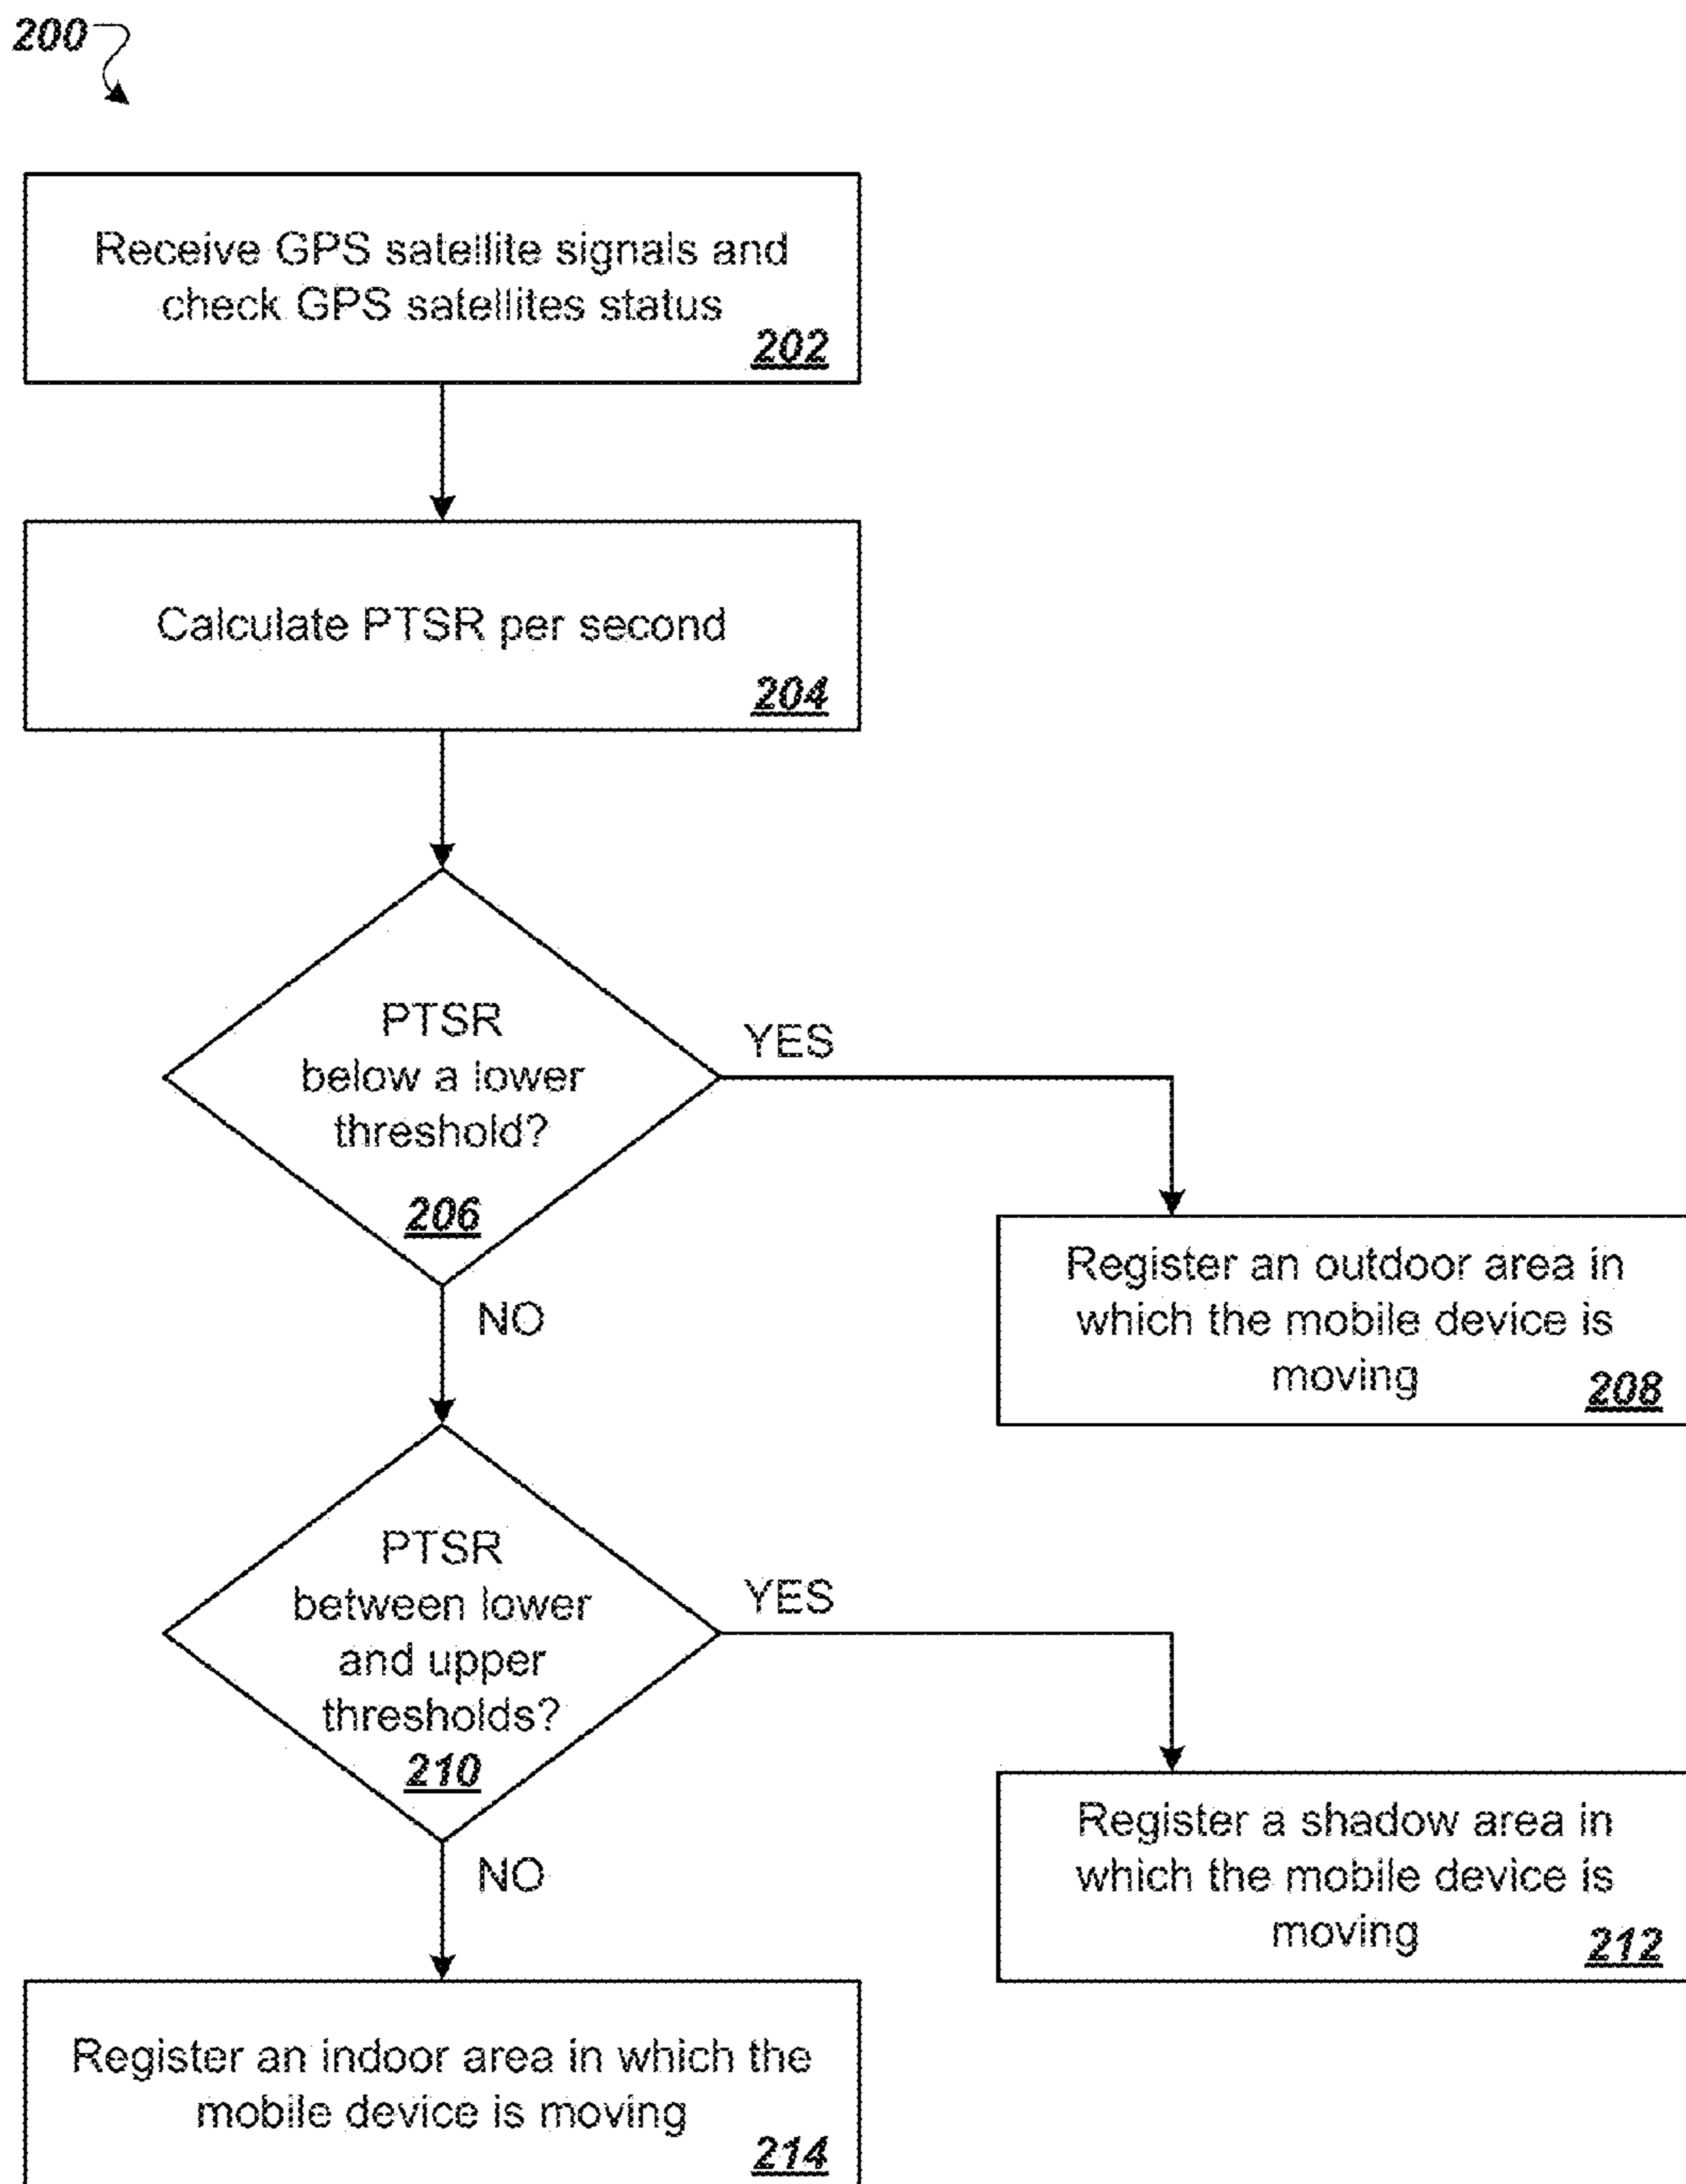 200
Receive GPS satellite signals and
check GPS satellites status
202
Calculate PTSR per second
204
PTSR
below a lower
threshold?
206
YES
NO
Register an outdoor area in
which the mobile device is
moving
208
PTSR
between lower
and upper
thresholds?
210
YES
NO
Register a shadow area in
which the mobile device is
moving
212
Register an indoor area in which the
mobile device is moving
214